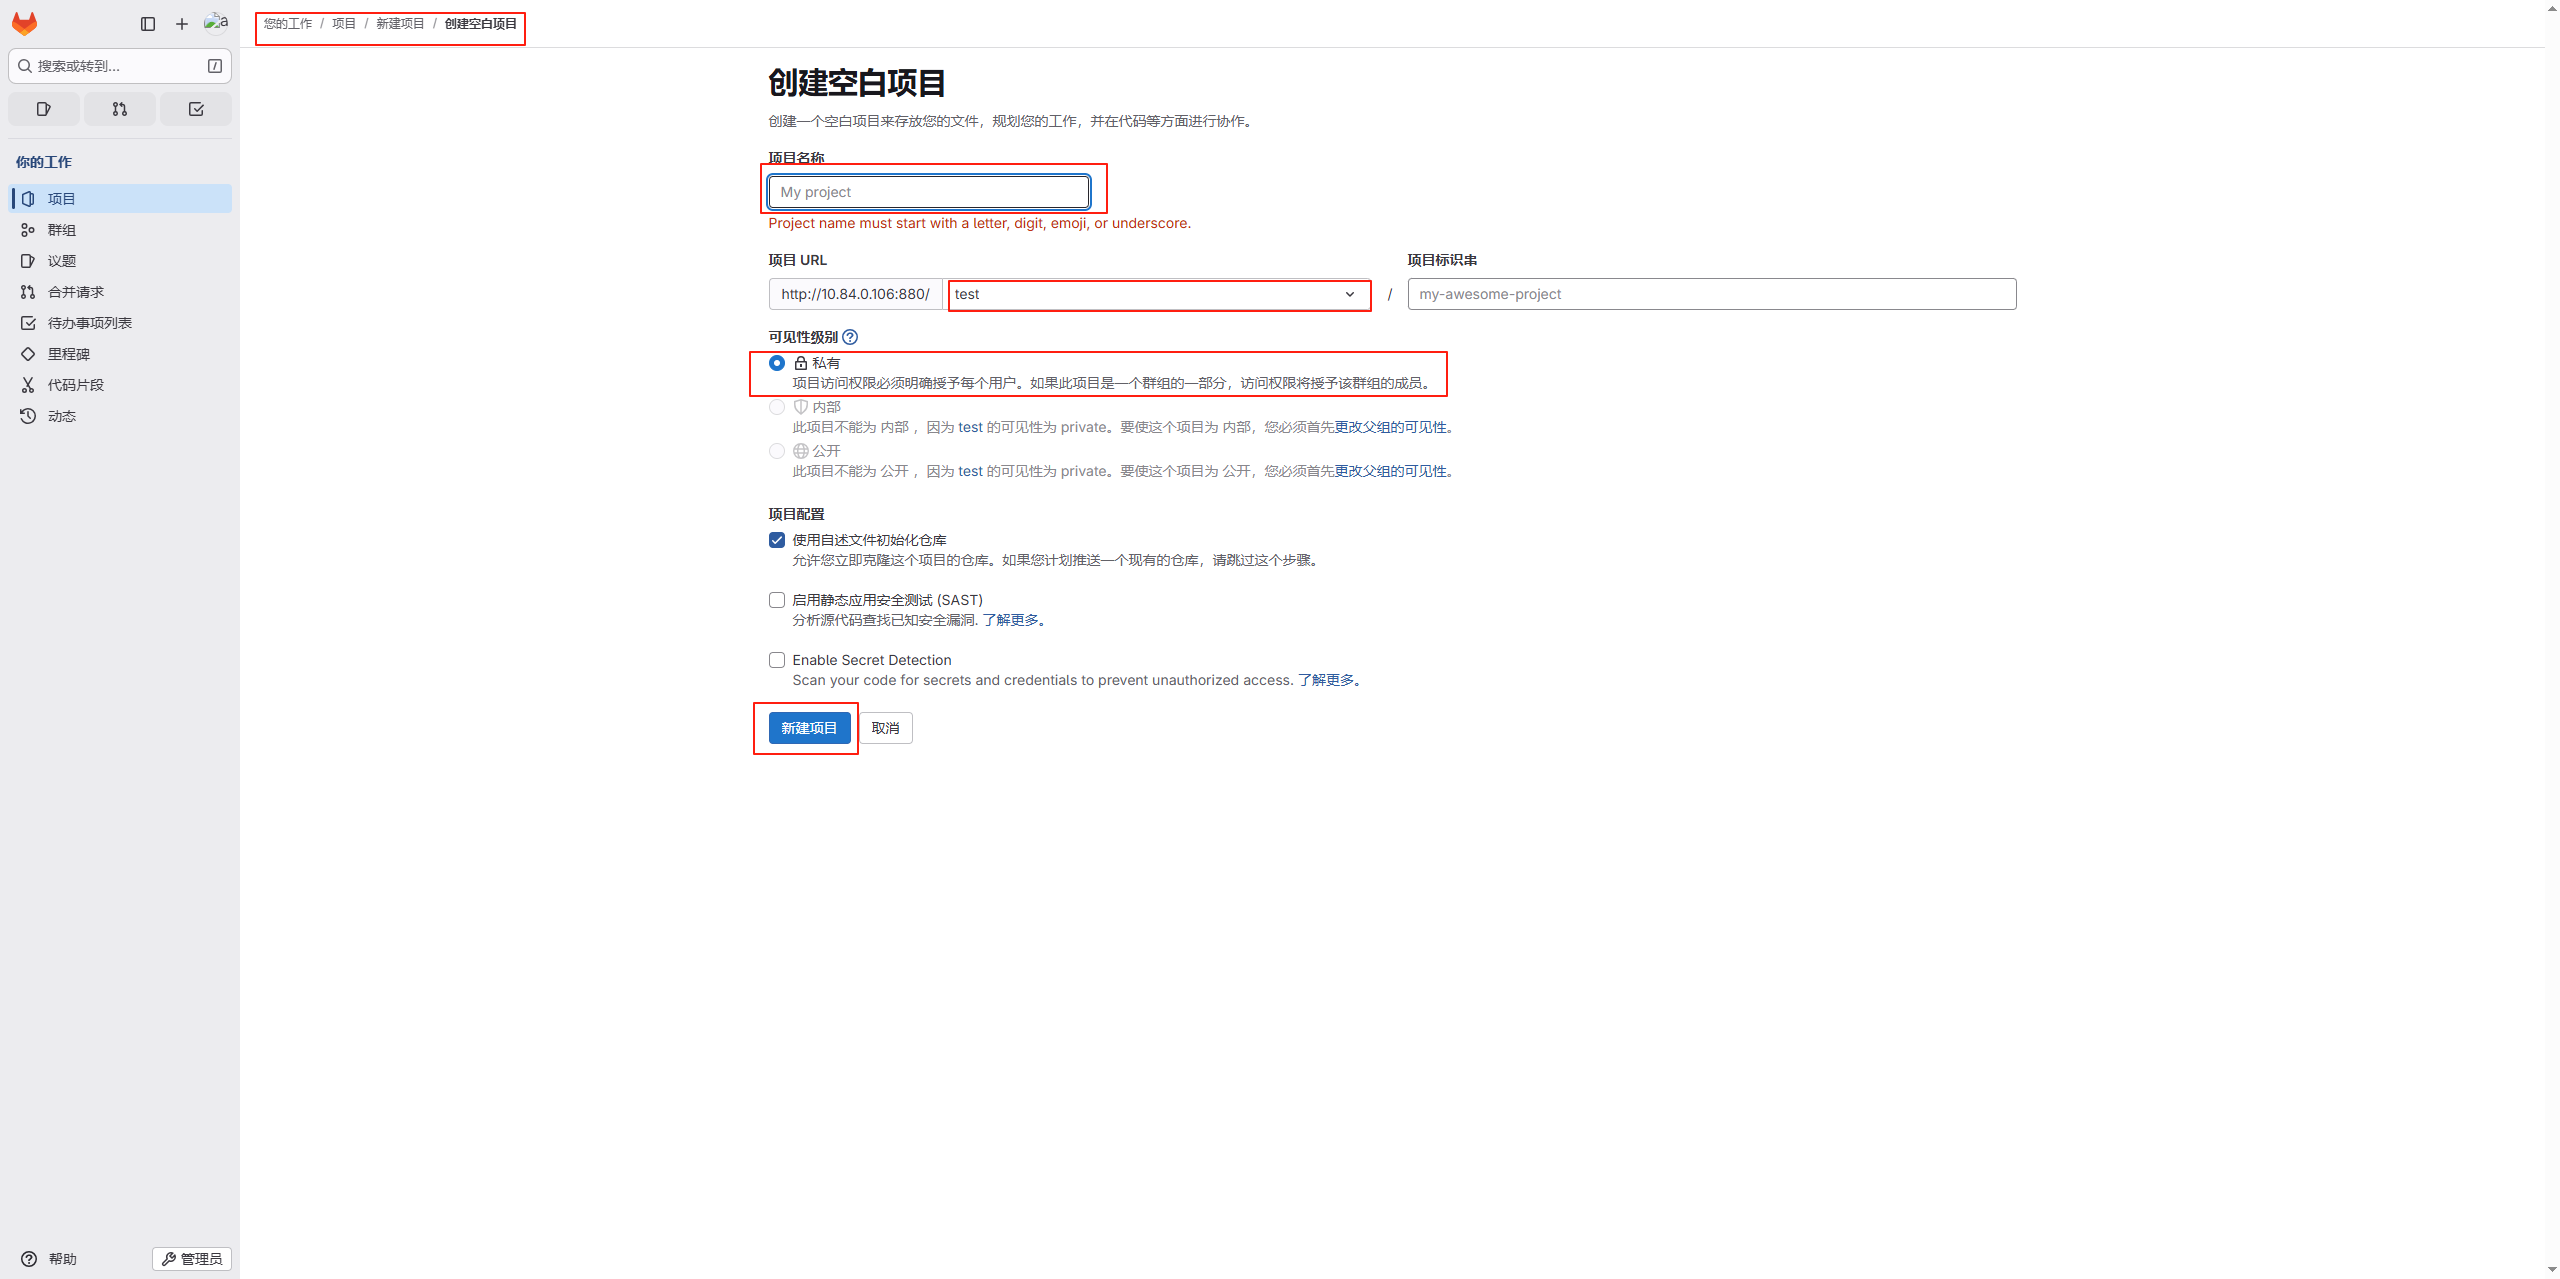 a
您的工作 / 项目 / 新建项目 / 创建空白项目
搜索或转到...
/
你的工作
项目
群组
议题
合并请求
待办事项列表
里程碑
代码片段
动态
帮助
管理员
创建空白项目
创建一个空白项目来存放您的文件，规划您的工作，并在代码等方面进行协作。
项目名称
My project
Project name must start with a letter, digit, emoji, or underscore.
项目 URL
项目标识串
http://10.84.0.106:880/ test / my-awesome-project
可见性级别
私有
项目访问权限必须明确授予每个用户。如果此项目是一个群组的一部分，访问权限将授予该群组的成员。
内部
此项目不能为 内部 ，因为 test 的可见性为 private。要使这个项目为 内部，您必须首先更改父组的可见性。
公开
此项目不能为 公开 ，因为 test 的可见性为 private。要使这个项目为 公开，您必须首先更改父组的可见性。
项目配置
使用自述文件初始化仓库
允许您立即克隆这个项目的仓库。如果您计划推送一个现有的仓库，请跳过这个步骤。
启用静态应用安全测试 (SAST)
分析源代码查找已知安全漏洞. 了解更多。
Enable Secret Detection
Scan your code for secrets and credentials to prevent unauthorized access. 了解更多。
新建项目 取消